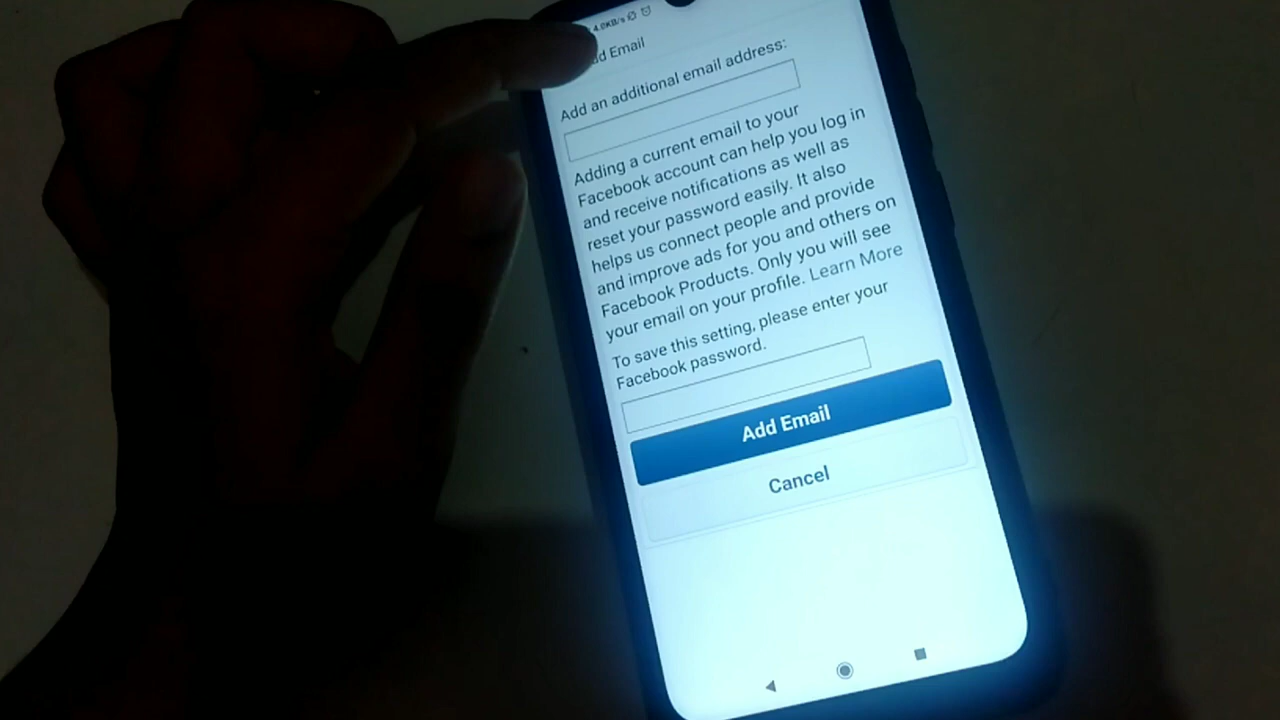 4.0KB/s
dd Email
Add an additional email address:
Adding a current email to your
Facebook account can help you log in
and receive notifications as well as
reset your password easily. It also
helps us connect people and provide
and improve ads for you and others on
Facebook Products. Only you will see
your email on your profile. Learn More
To save this setting, please enter your
Facebook password.
Add Email
Cancel